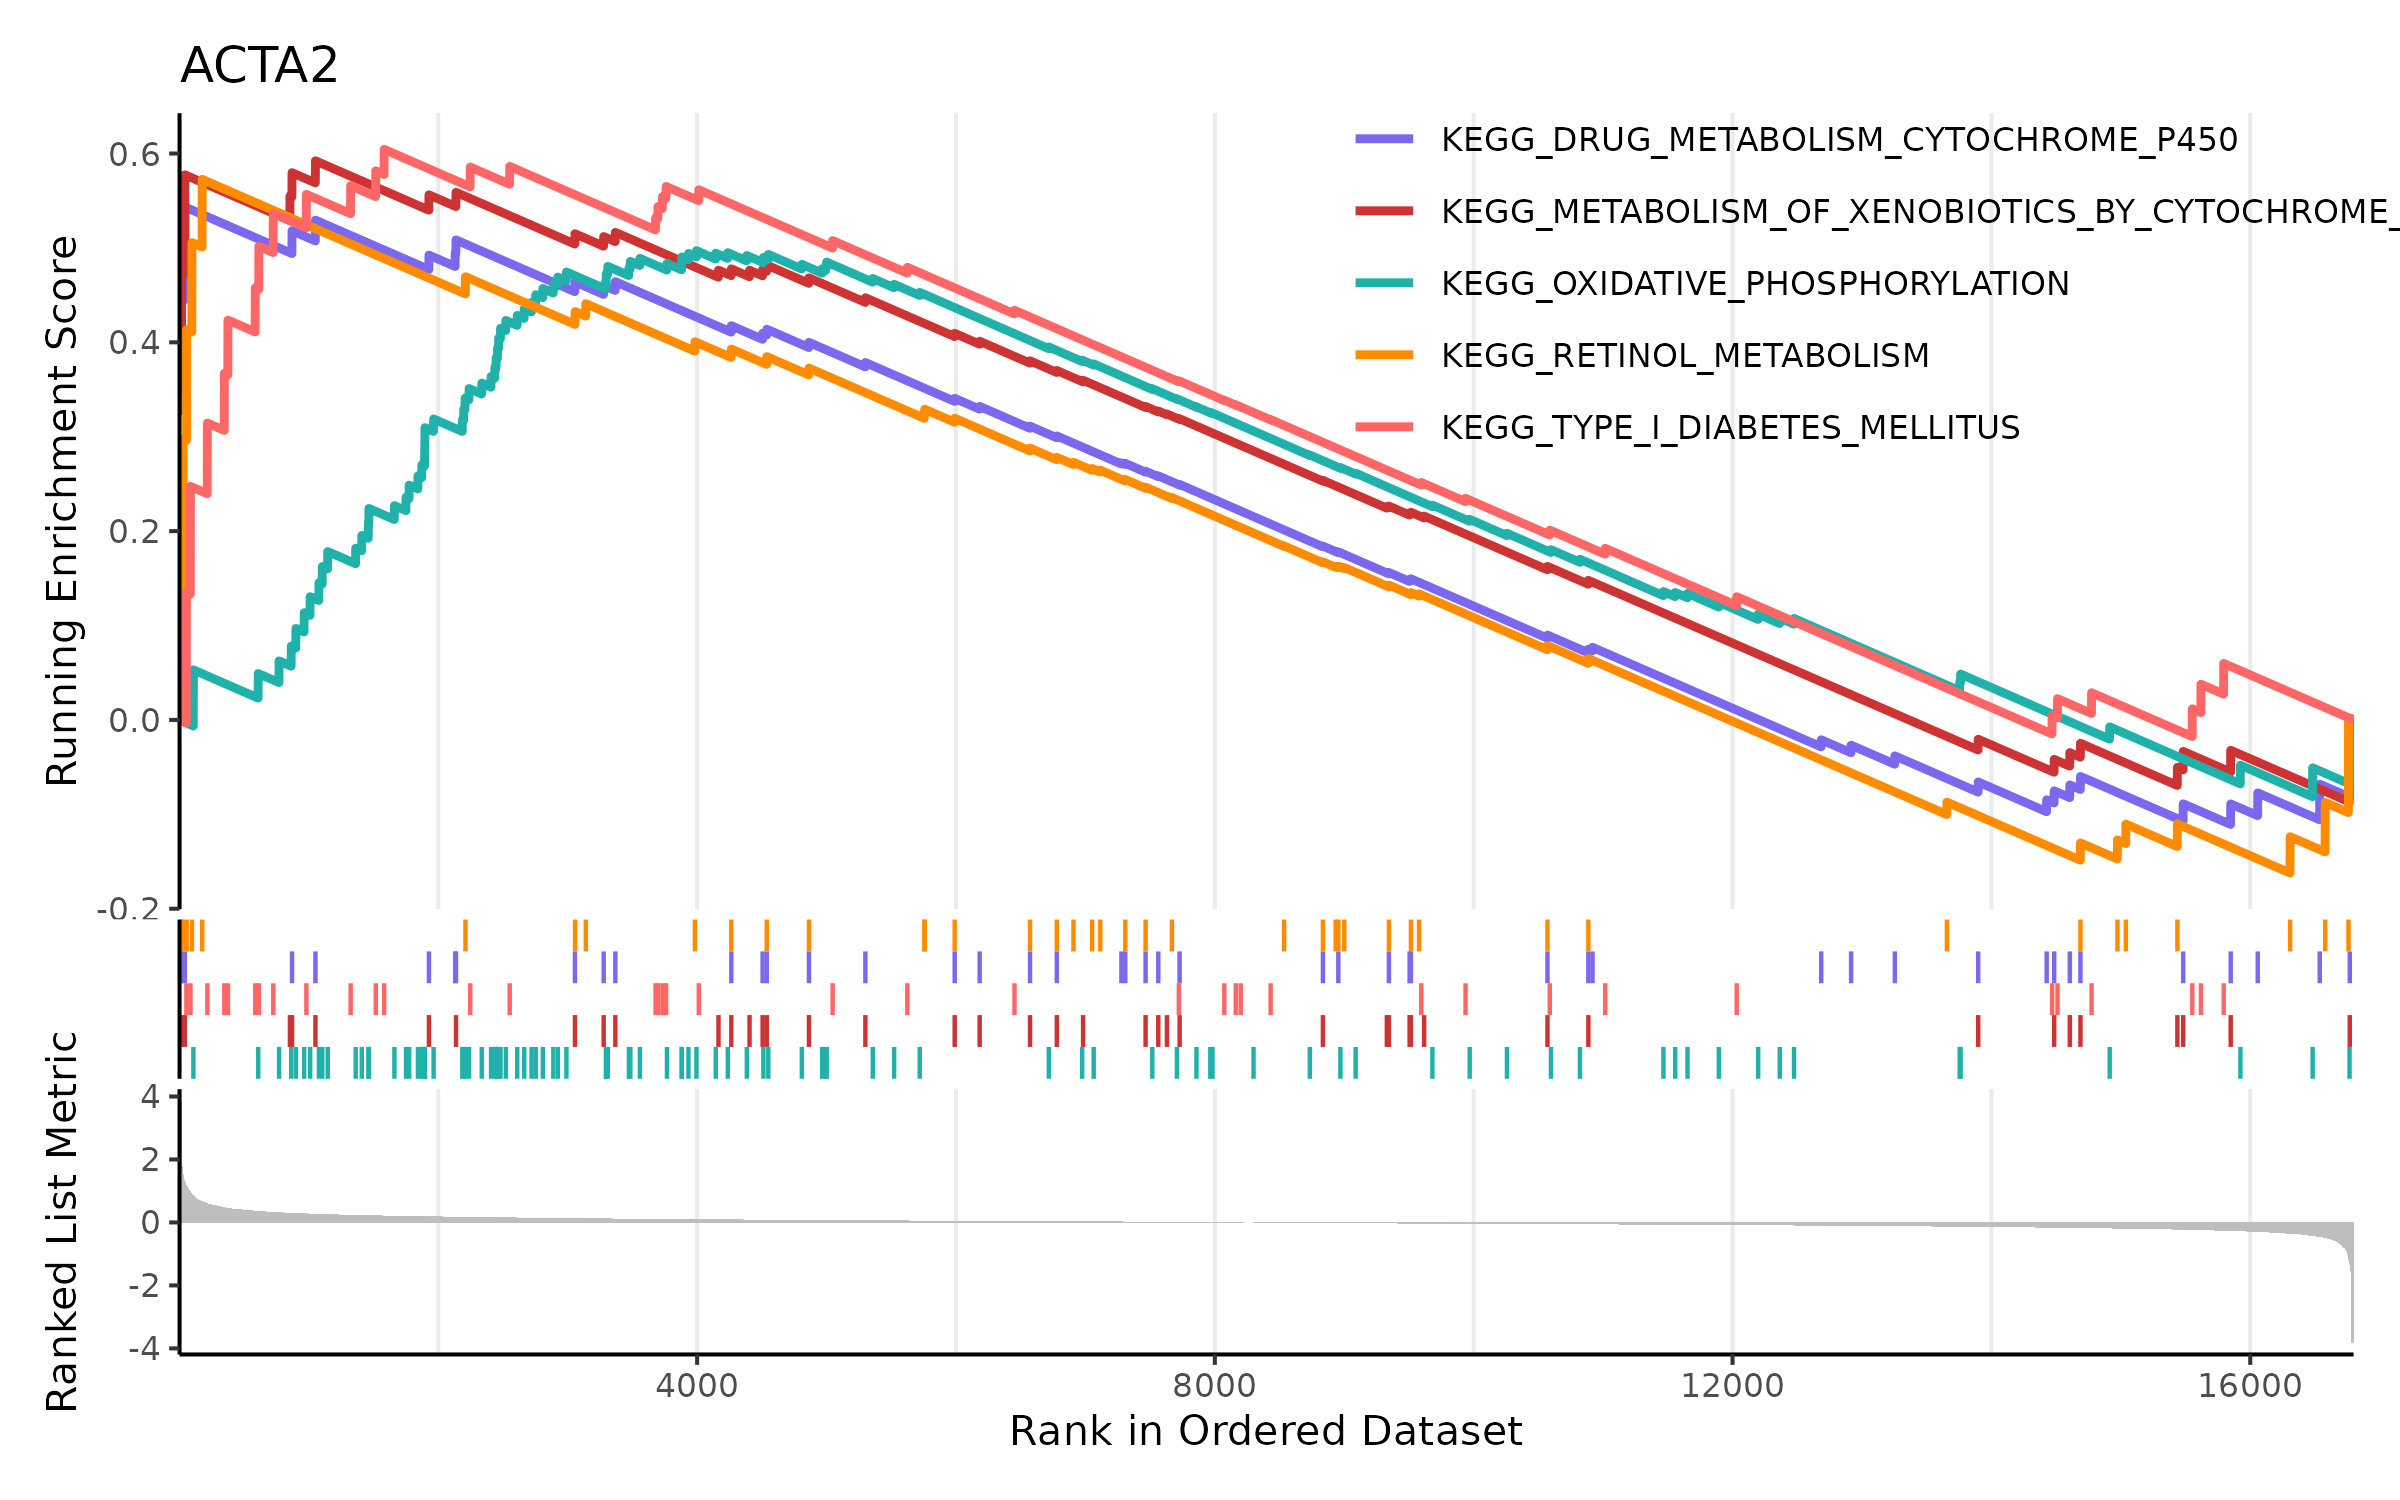 ACTA2
KEGG_DRUG_METABOLISM_CYTOCHROME_P450
KEGG_METABOLISM_OF_XENOBIOTICS_BY_CYTOCHROME_
KEGG_OXIDATIVE_PHOSPHORYLATION
KEGG_RETINOL_METABOLISM
KEGG_TYPE_I_DIABETES_MELLITUS
Running Enrichment Score
0.6
0.4
0.2
0.0
-0.2
Ranked List Metric
4
2
0
-2
-4
4000 8000 12000 16000
Rank in Ordered Dataset